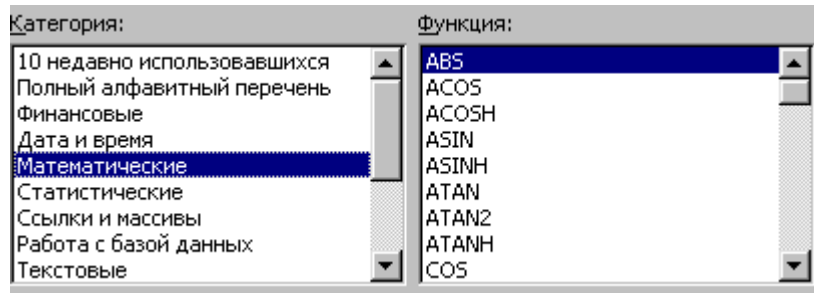 Категория:
10 недавно использовавшихся
Полный алфавитный перечень
Финансовые
Дата и время
Математические
Статистические
Ссылки и массивы
Работа с базой данных
Текстовые
Функция:
ABS
ACOS
ACOSH
ASIN
ASINH
ATAN
ATAN2
ATANH
COS